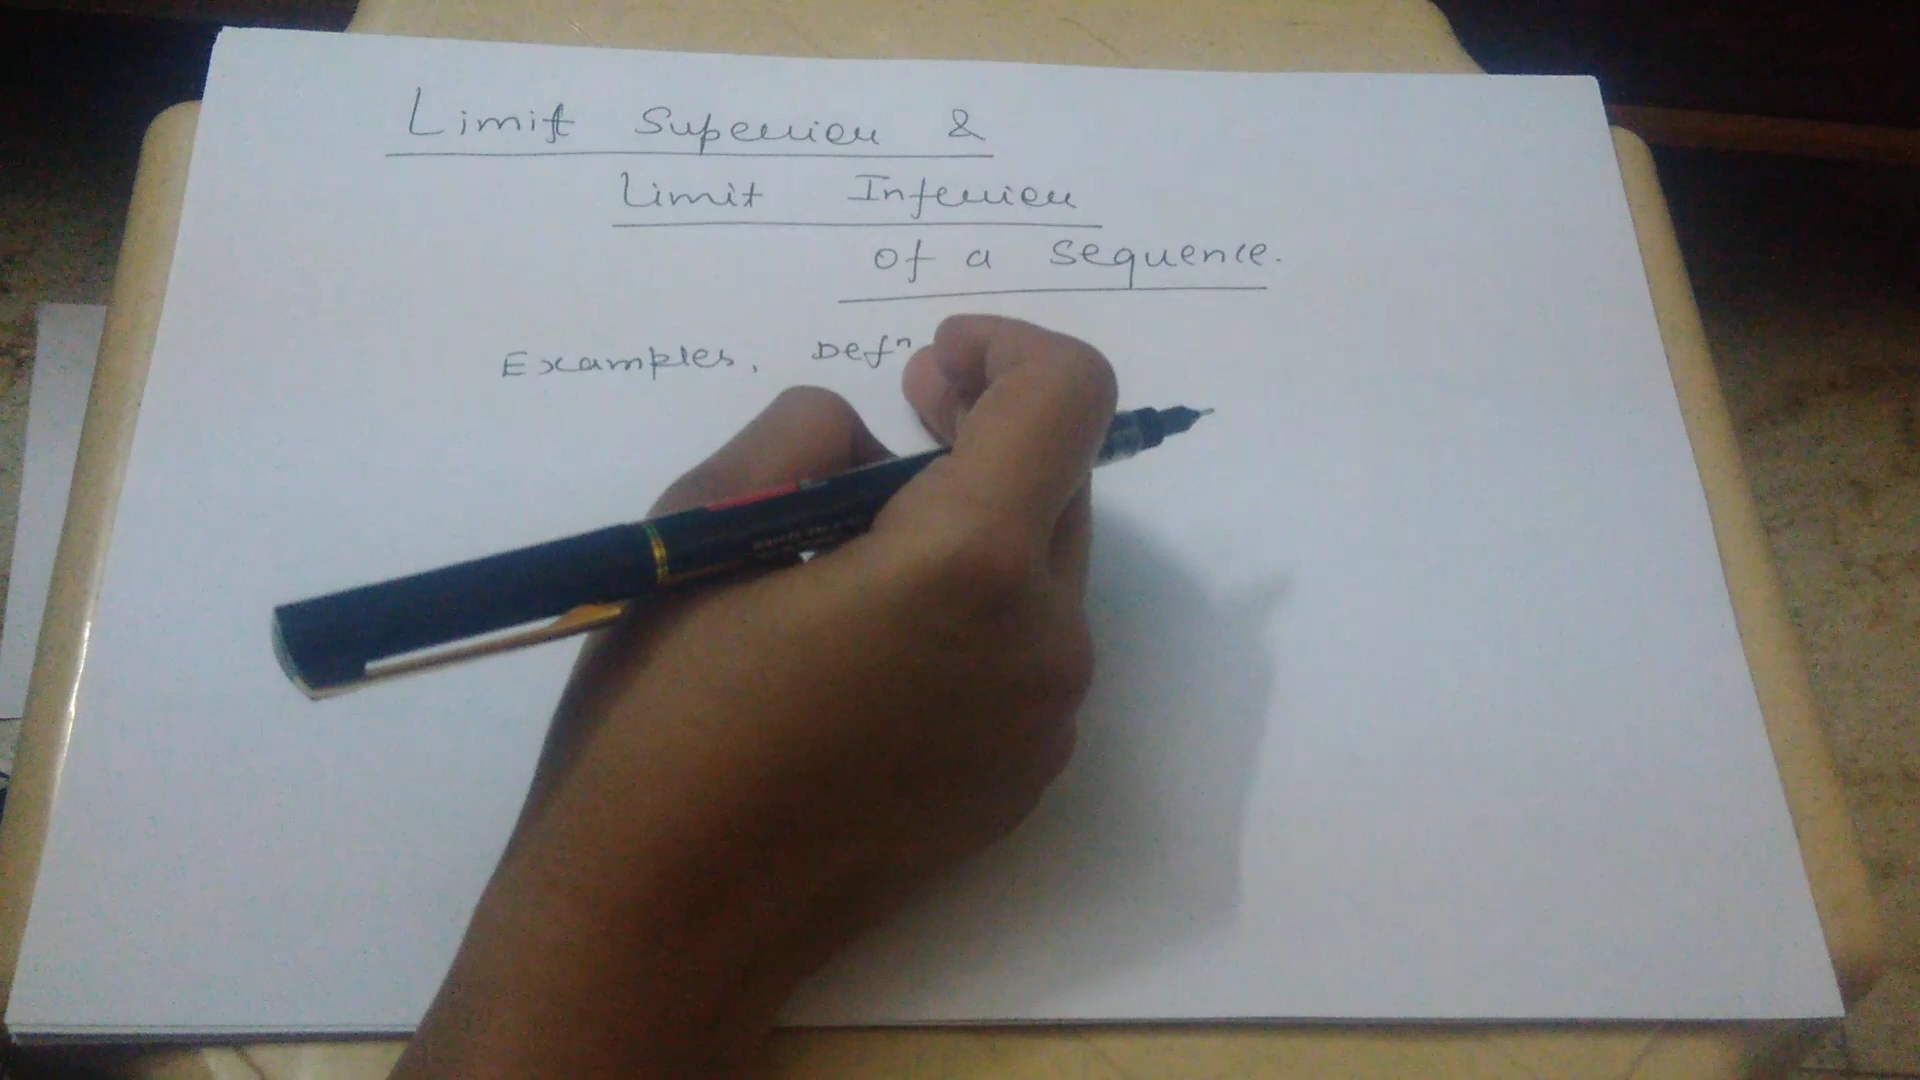 Limit Superior &
Limit Inferior
of a sequence.
Examples, Defn